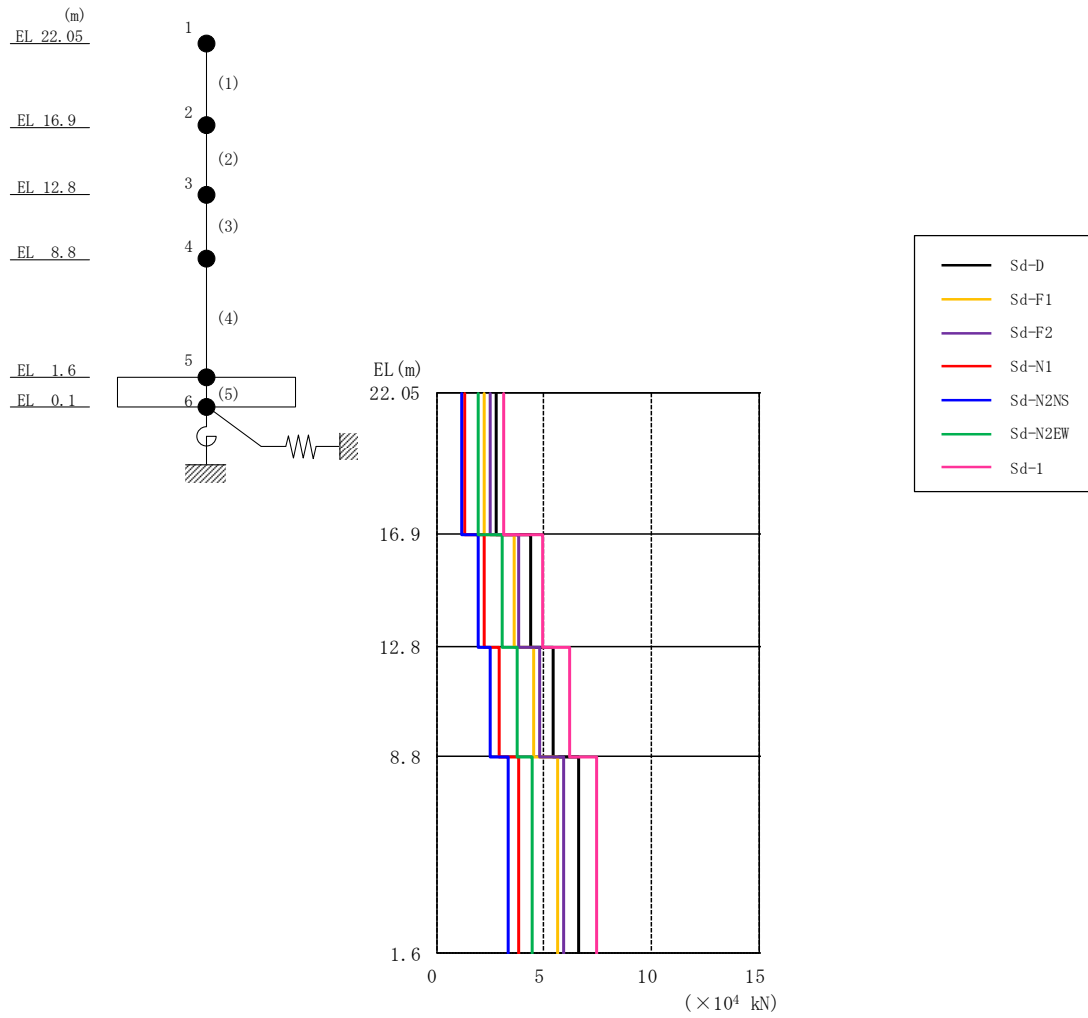 (m)
EL 22.05
EL 16.9
EL 12.8
EL 8.8
EL 1.6
EL 0.1
1
(1)
2
(2)
3
(3)
4
(4)
5
(5)
6
Sd-D
Sd-F1
Sd-F2
Sd-N1
Sd-N2NS
Sd-N2EW
Sd-1
EL(m)
22.05
16.9
12.8
8.8
1.6
0 5 10 15
(×10⁴ kN)